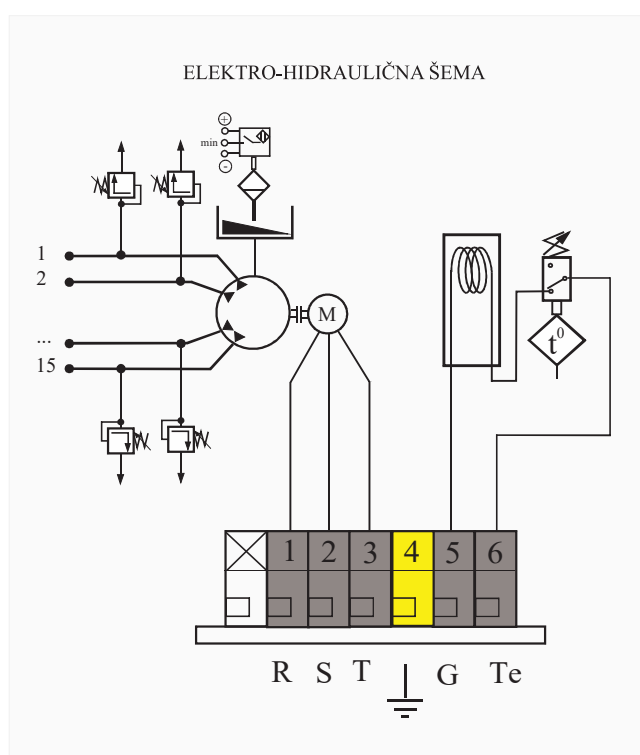 ELEKTRO-HIDRAULIČNA ŠEMA
+
min
-
1
2
...
15
M
t⁰
1 2 3 4 5 6
R S T G Te